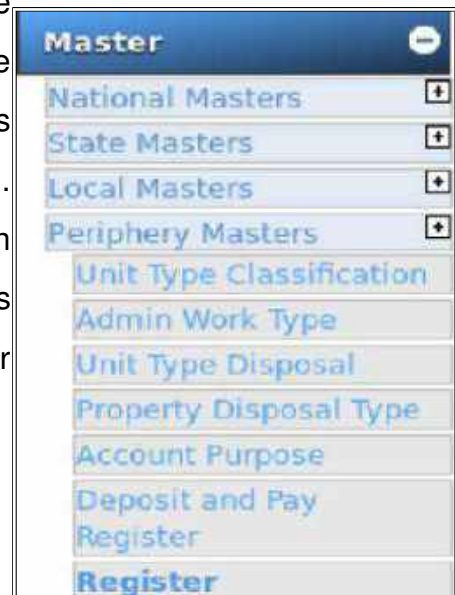 e
Master
e
National Masters
s
State Masters
.
Local Masters
n
Periphery Masters
s
Unit Type Classification
Admin Work Type
r
Unit Type Disposal
Property Disposal Type
Account Purpose
Deposit and Pay
Register
Register